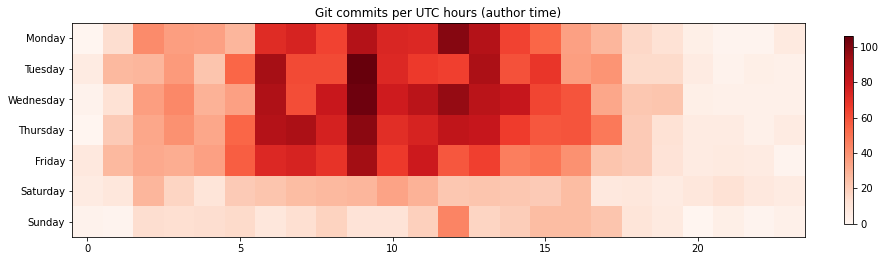 Git commits per UTC hours (author time)
Monday
Tuesday
Wednesday
Thursday
Friday
Saturday
Sunday
0 5 10 15 20
100
80
60
40
20
0